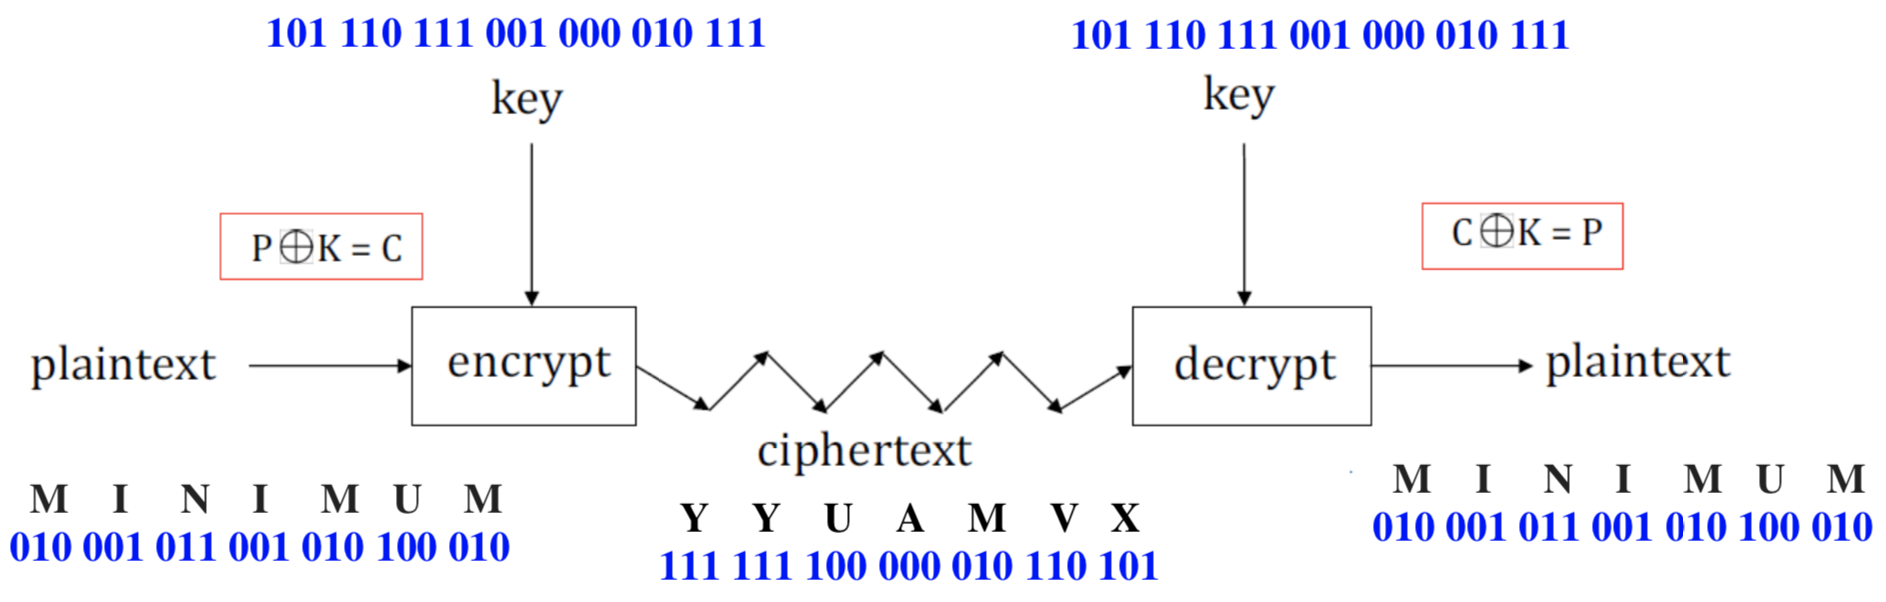 101 110 111 001 000 010 111
key
P⊕K = C
plaintext
encrypt
M I N I M U M
010 001 011 001 010 100 010
ciphertext
Y Y U A M V X
111 111 100 000 010 110 101
101 110 111 001 000 010 111
key
C⊕K = P
decrypt
plaintext
M I N I M U M
010 001 011 001 010 100 010